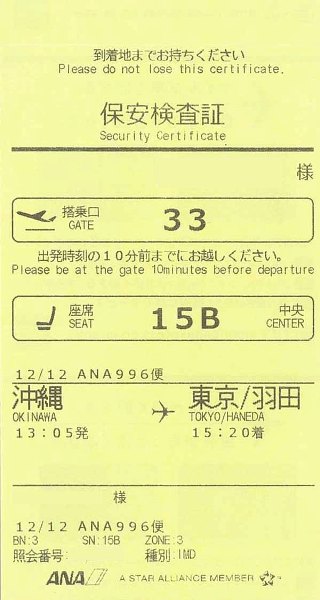 到着地までお持ちください
Please do not lose this certificate.
保安検査証
Security Certificate
様
搭乗口 GATE 33
出発時刻の10分前までにお越しください。
Please be at the gate 10minutes before departure
座席 SEAT 15B 中央 CENTER
12/12 ANA996便
沖縄 東京/羽田
OKINAWA TOKYO/HANEDA
13:05発 15:20着
様
12/12 ANA996便
BN:3 SN:15B ZONE:3
照会番号: 種別:IMD
ANA A STAR ALLIANCE MEMBER